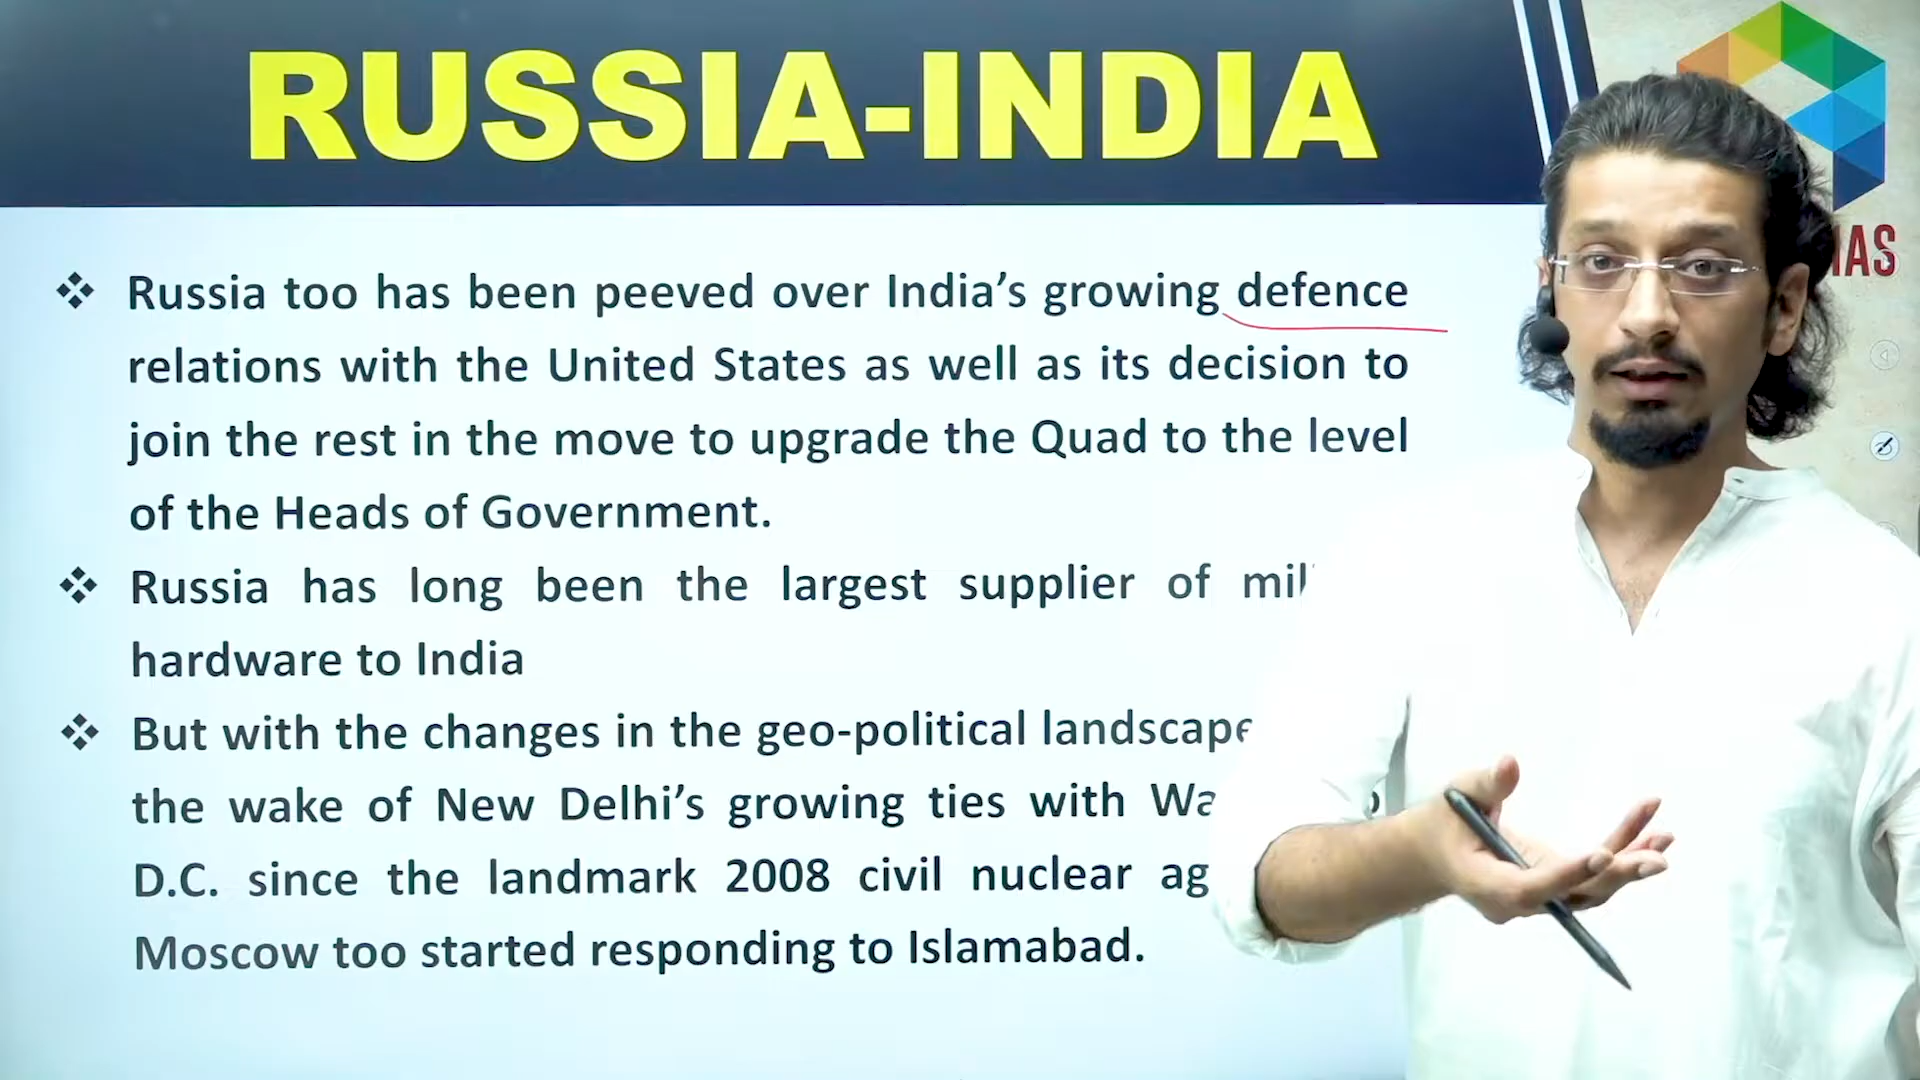 RUSSIA-INDIA
IAS
❖ Russia too has been peeved over India's growing defence
relations with the United States as well as its decision to
join the rest in the move to upgrade the Quad to the level
of the Heads of Government.
❖ Russia has long been the largest supplier of
hardware to India
❖ But with the changes in the geo-political landscape
the wake of New Delhi's growing ties with
D.C. since the landmark 2008 civil nuclear
Moscow too started responding to Islamabad.